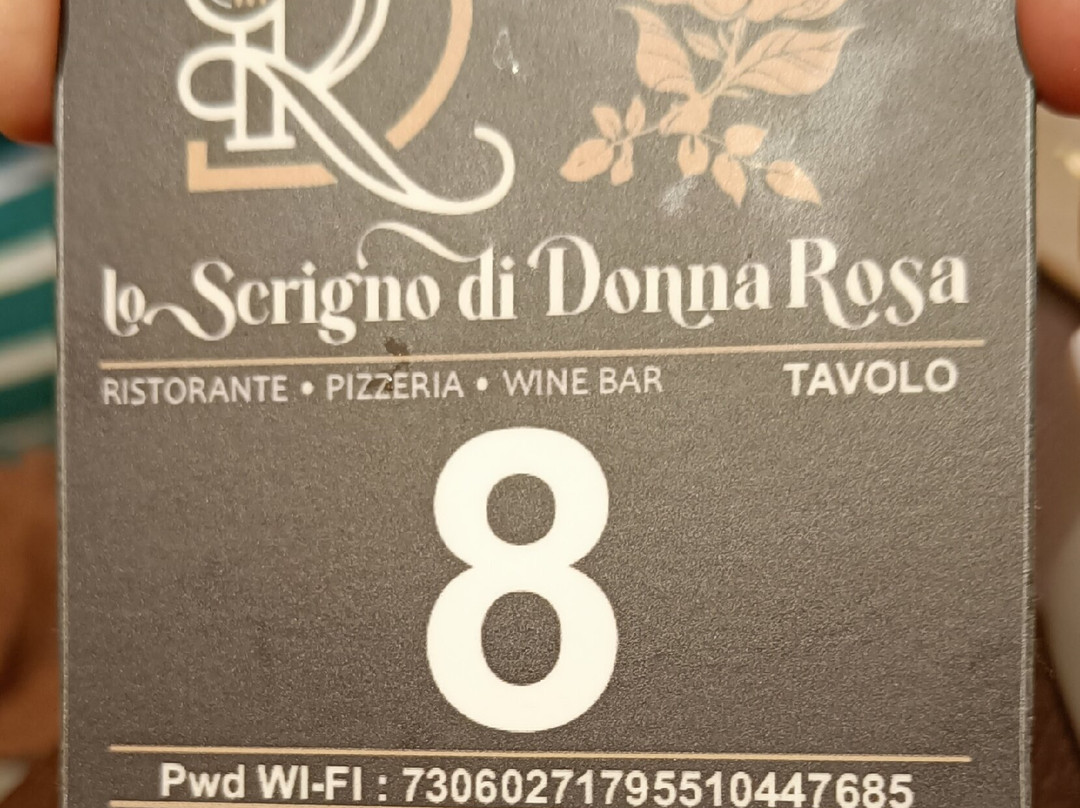 R
lo Scrigno di Donna Rosa
RISTORANTE • PIZZERIA • WINE BAR TAVOLO
8
Pwd WI-FI : 73060271795510447685